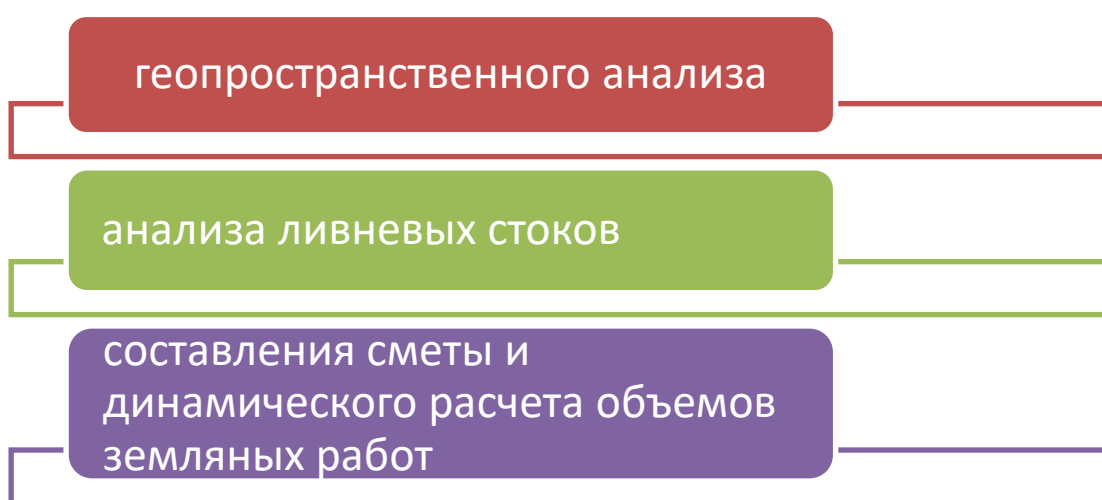 геопространственного анализа
анализа ливневых стоков
составления сметы и
динамического расчета объемов
земляных работ